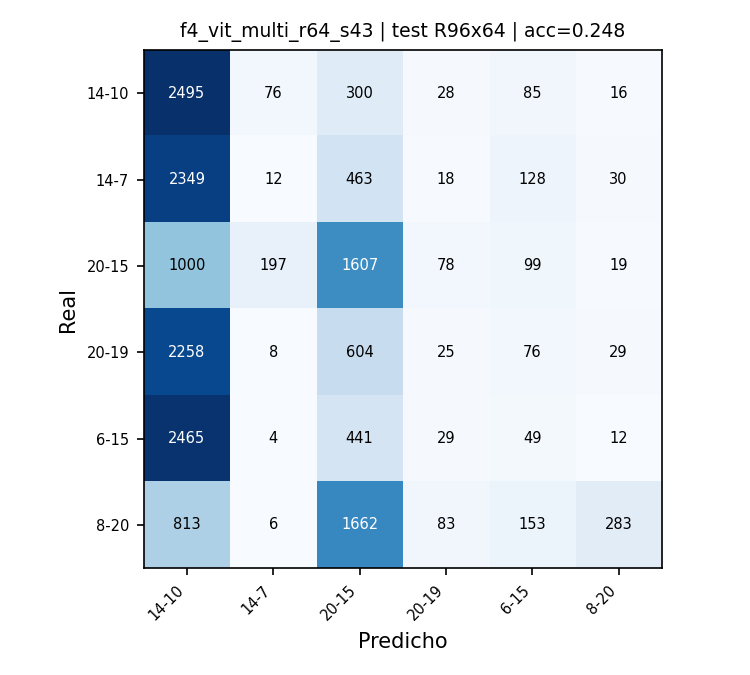 f4_vit_multi_r64_s43 | test R96x64 | acc=0.248
Real
14-10 2495 76 300 28 85 16
14-7 2349 12 463 18 128 30
20-15 1000 197 1607 78 99 19
20-19 2258 8 604 25 76 29
6-15 2465 4 441 29 49 12
8-20 813 6 1662 83 153 283
14-10 14-7 20-15 20-19 6-15 8-20
Predicho